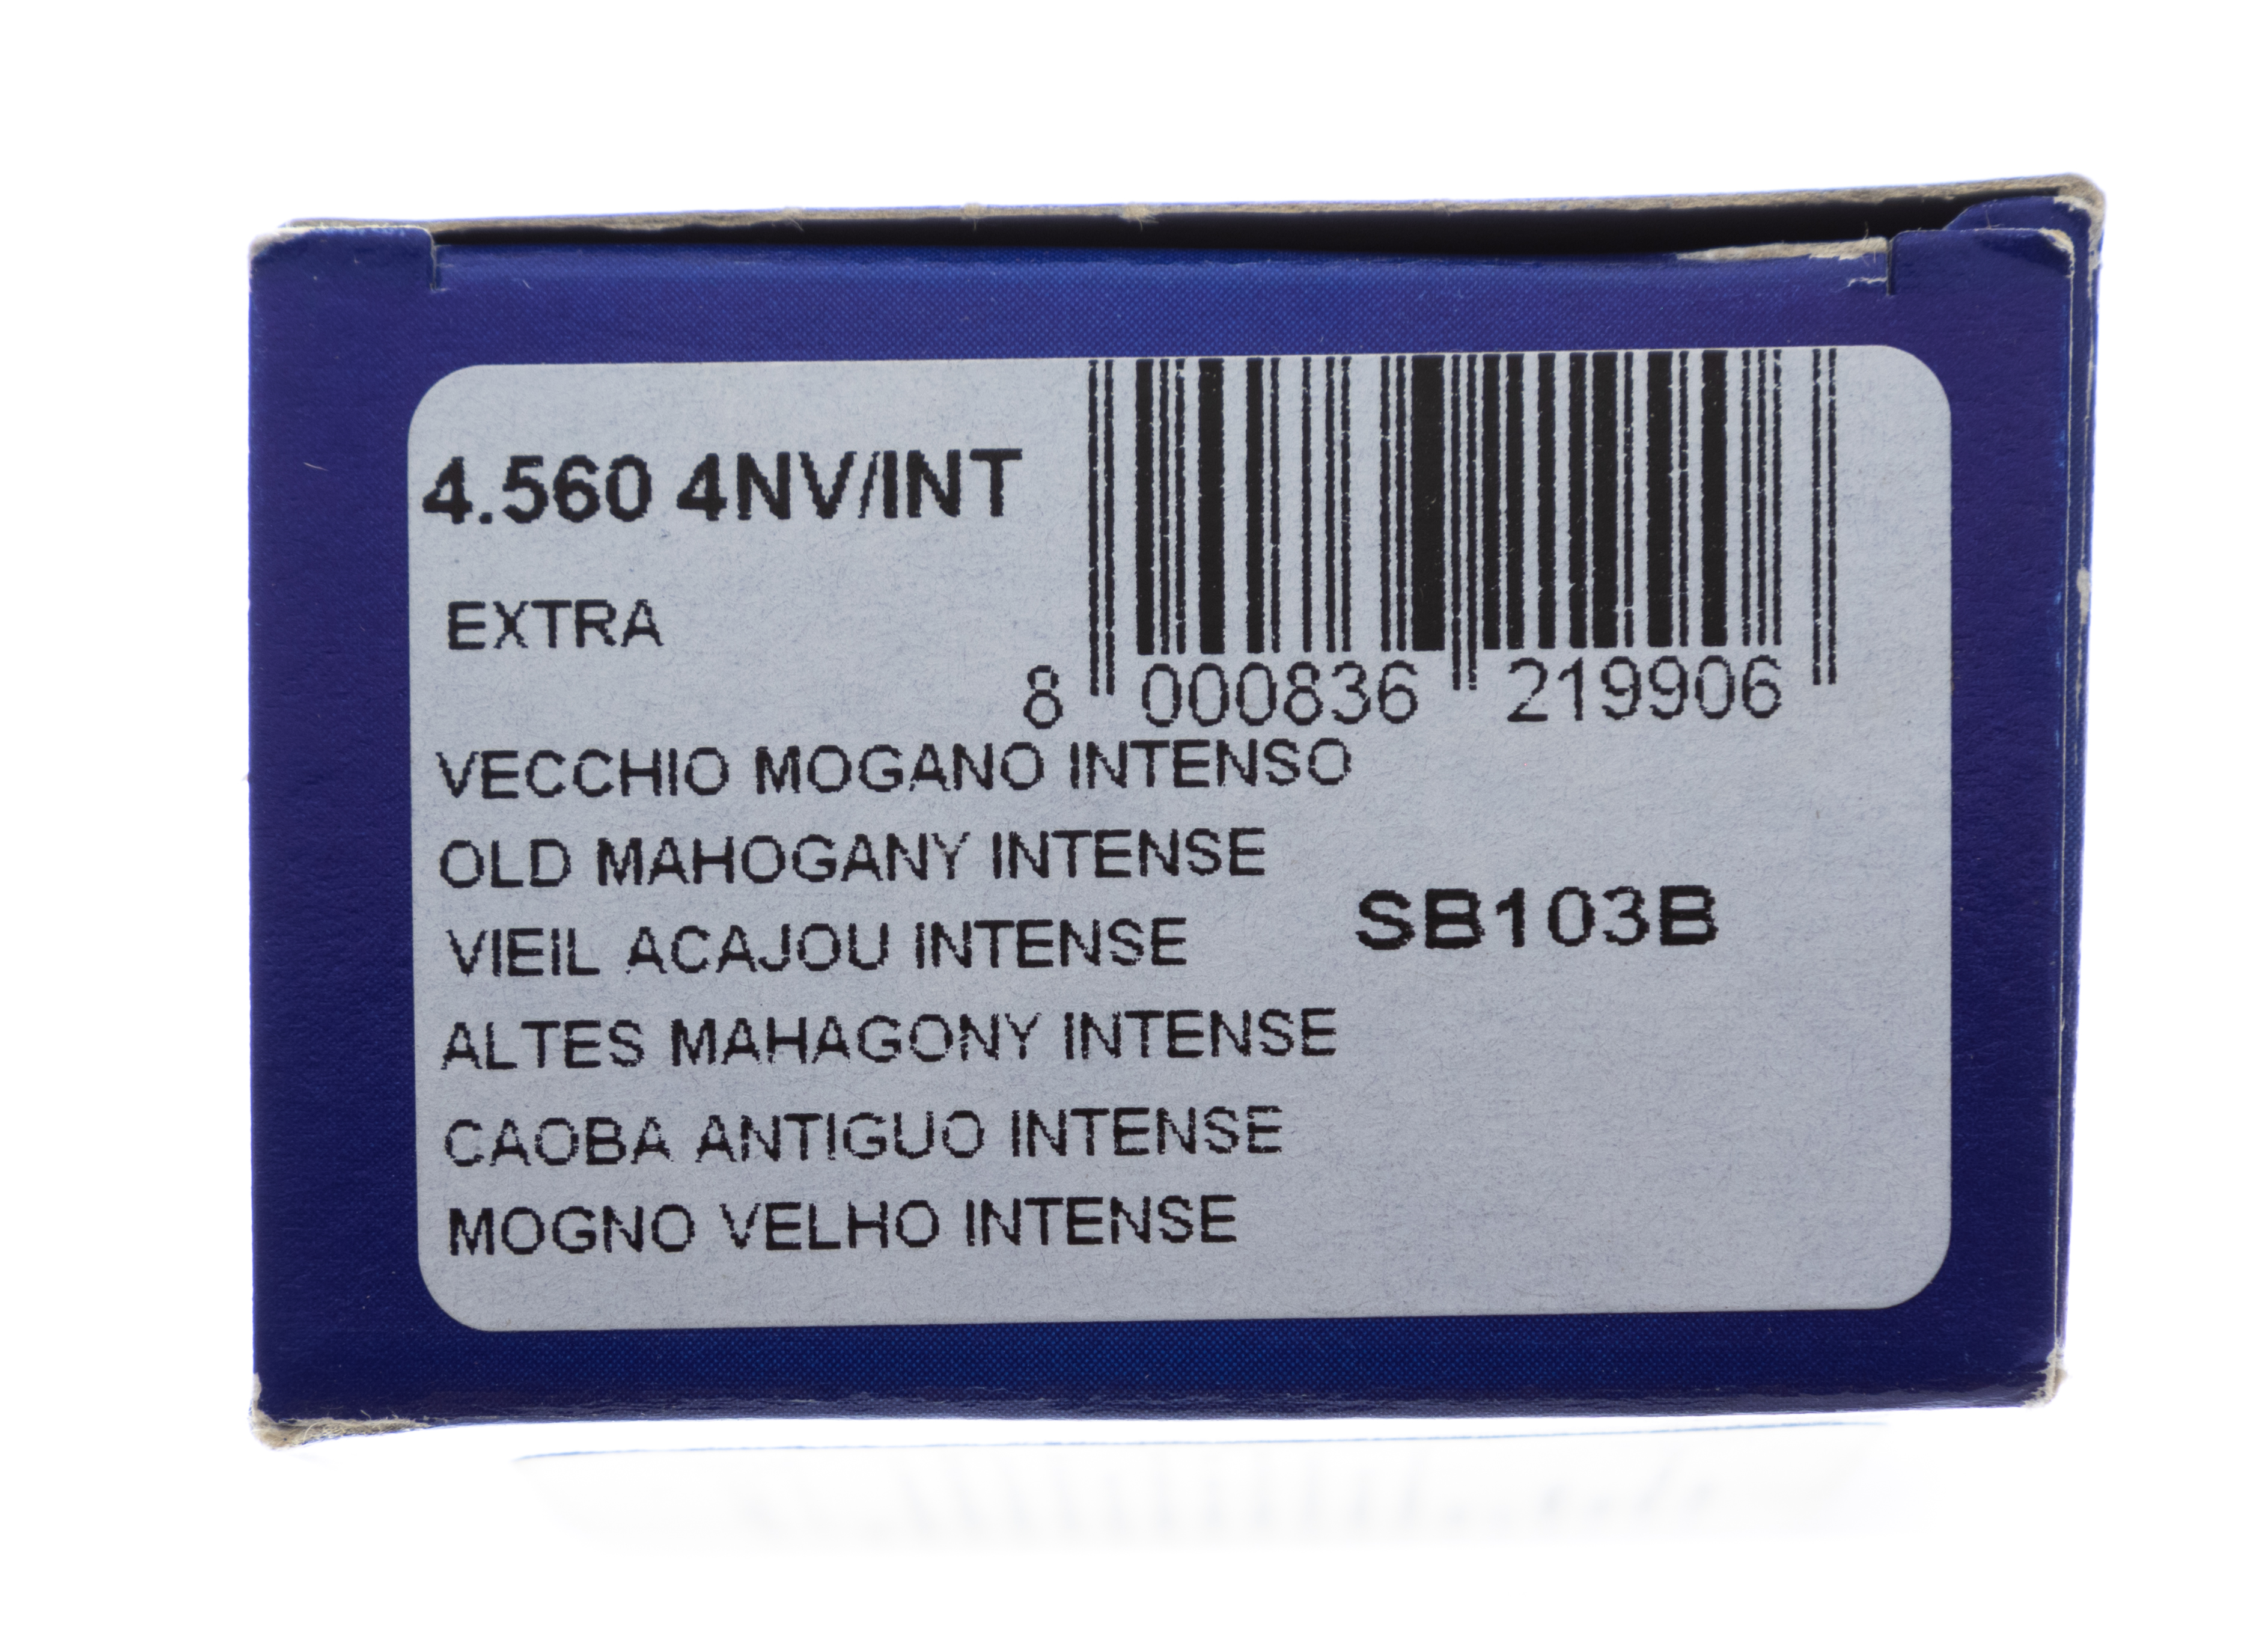 4.560 4NV/INT
EXTRA
8 000836 219906
VECCHIO MOGANO INTENSO
OLD MAHOGANY INTENSE
VIEIL ACAJOU INTENSE
SB103B
ALTES MAHAGONY INTENSE
CAOBA ANTIGUO INTENSE
MOGNO VELHO INTENSE